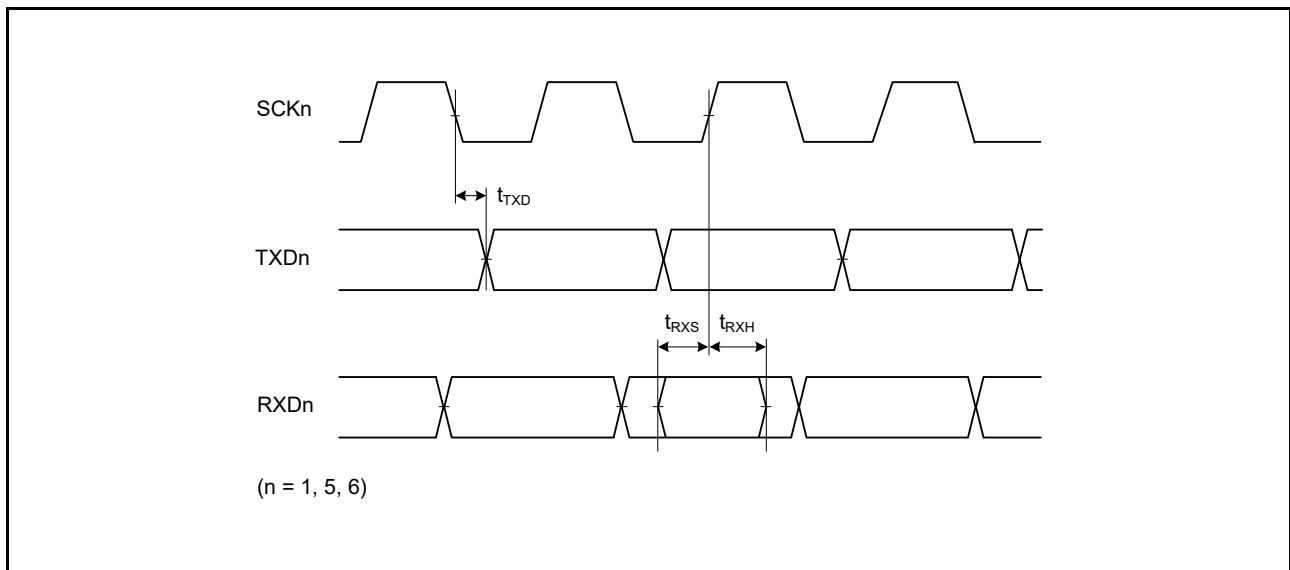 SCKn
tTXD
TXDn
tRXS tRXH
RXDn
(n = 1, 5, 6)